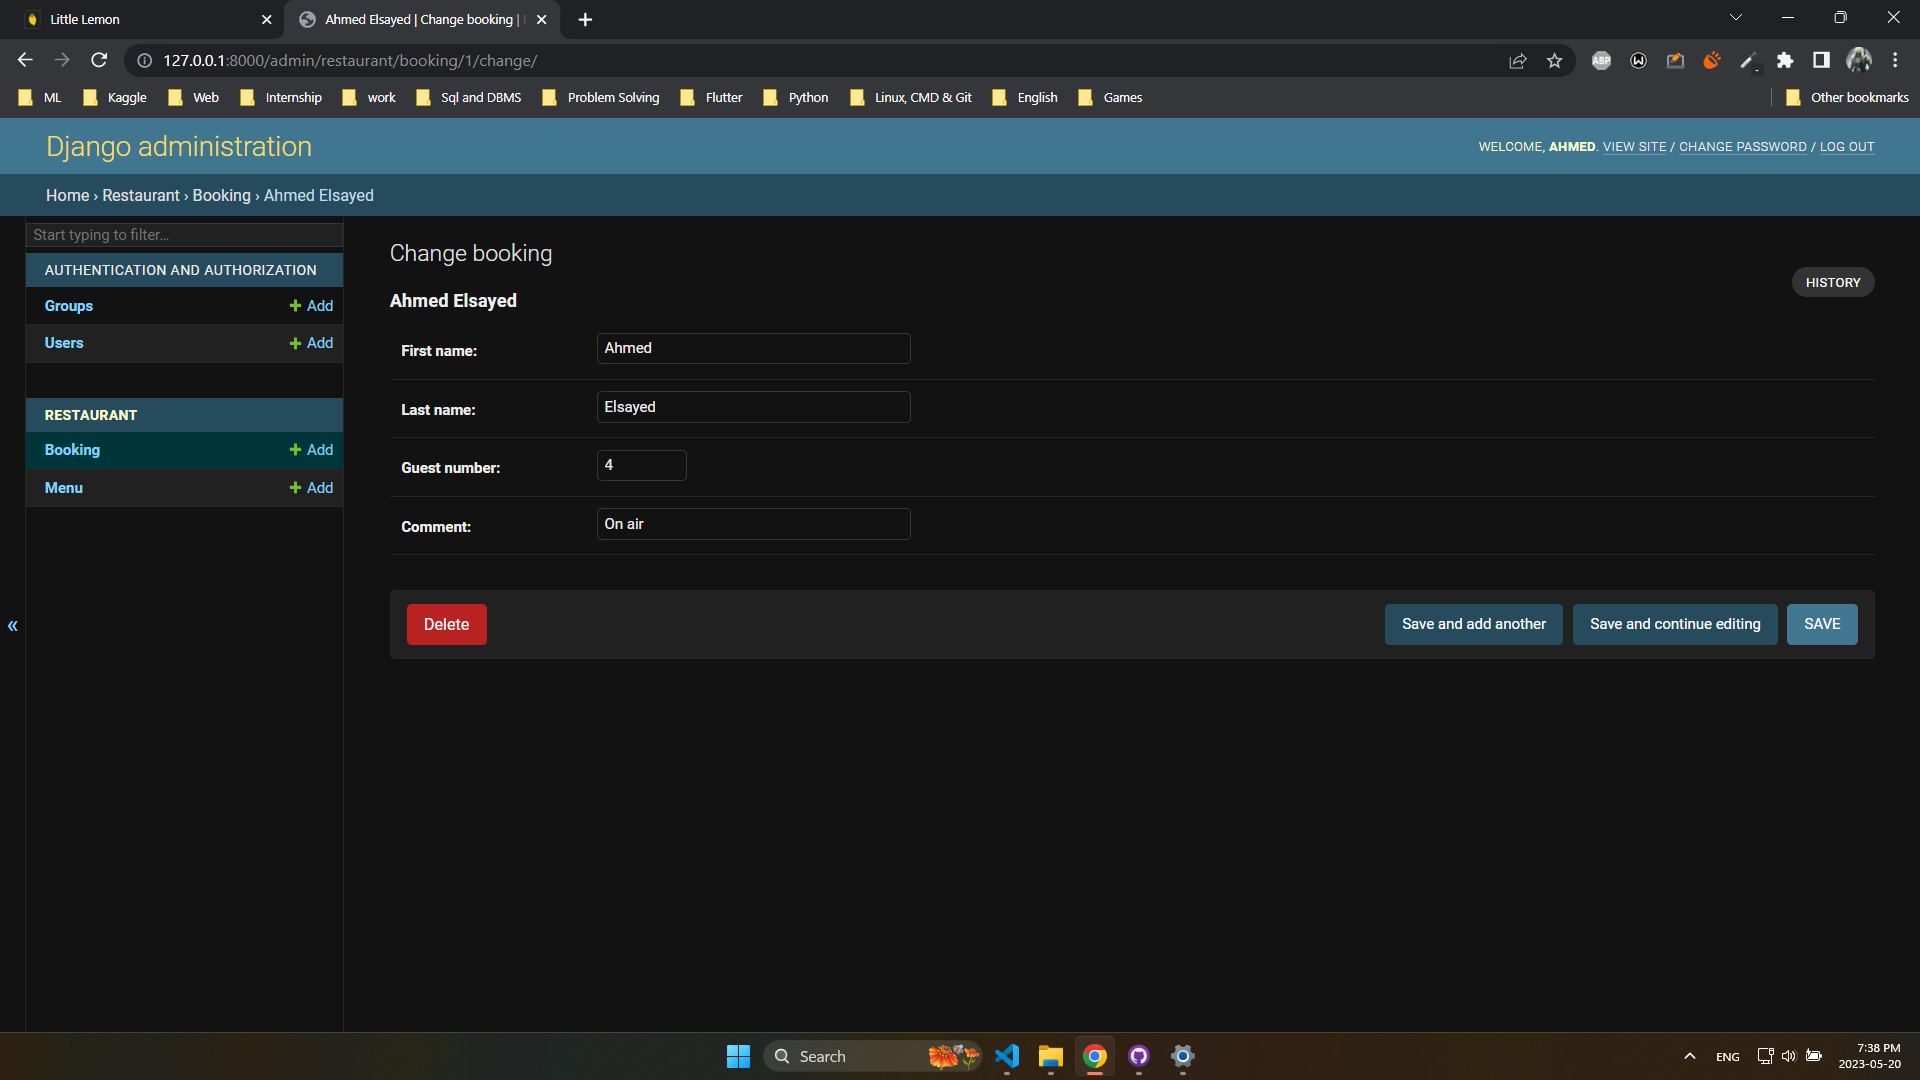 Little Lemon
Ahmed Elsayed | Change booking |
127.0.0.1:8000/admin/restaurant/booking/1/change/
ABP
ML Kaggle Web Internship work Sql and DBMS Problem Solving Flutter Python Linux, CMD & Git English Games Other bookmarks
Django administration
WELCOME, AHMED. VIEW SITE / CHANGE PASSWORD / LOG OUT
Home › Restaurant › Booking › Ahmed Elsayed
Start typing to filter...
AUTHENTICATION AND AUTHORIZATION
Groups + Add
Users + Add
RESTAURANT
Booking + Add
Menu + Add
«
Change booking
HISTORY
Ahmed Elsayed
First name: Ahmed
Last name: Elsayed
Guest number: 4
Comment: On air
Delete Save and add another Save and continue editing SAVE
Search
ENG
7:38 PM
2023-05-20